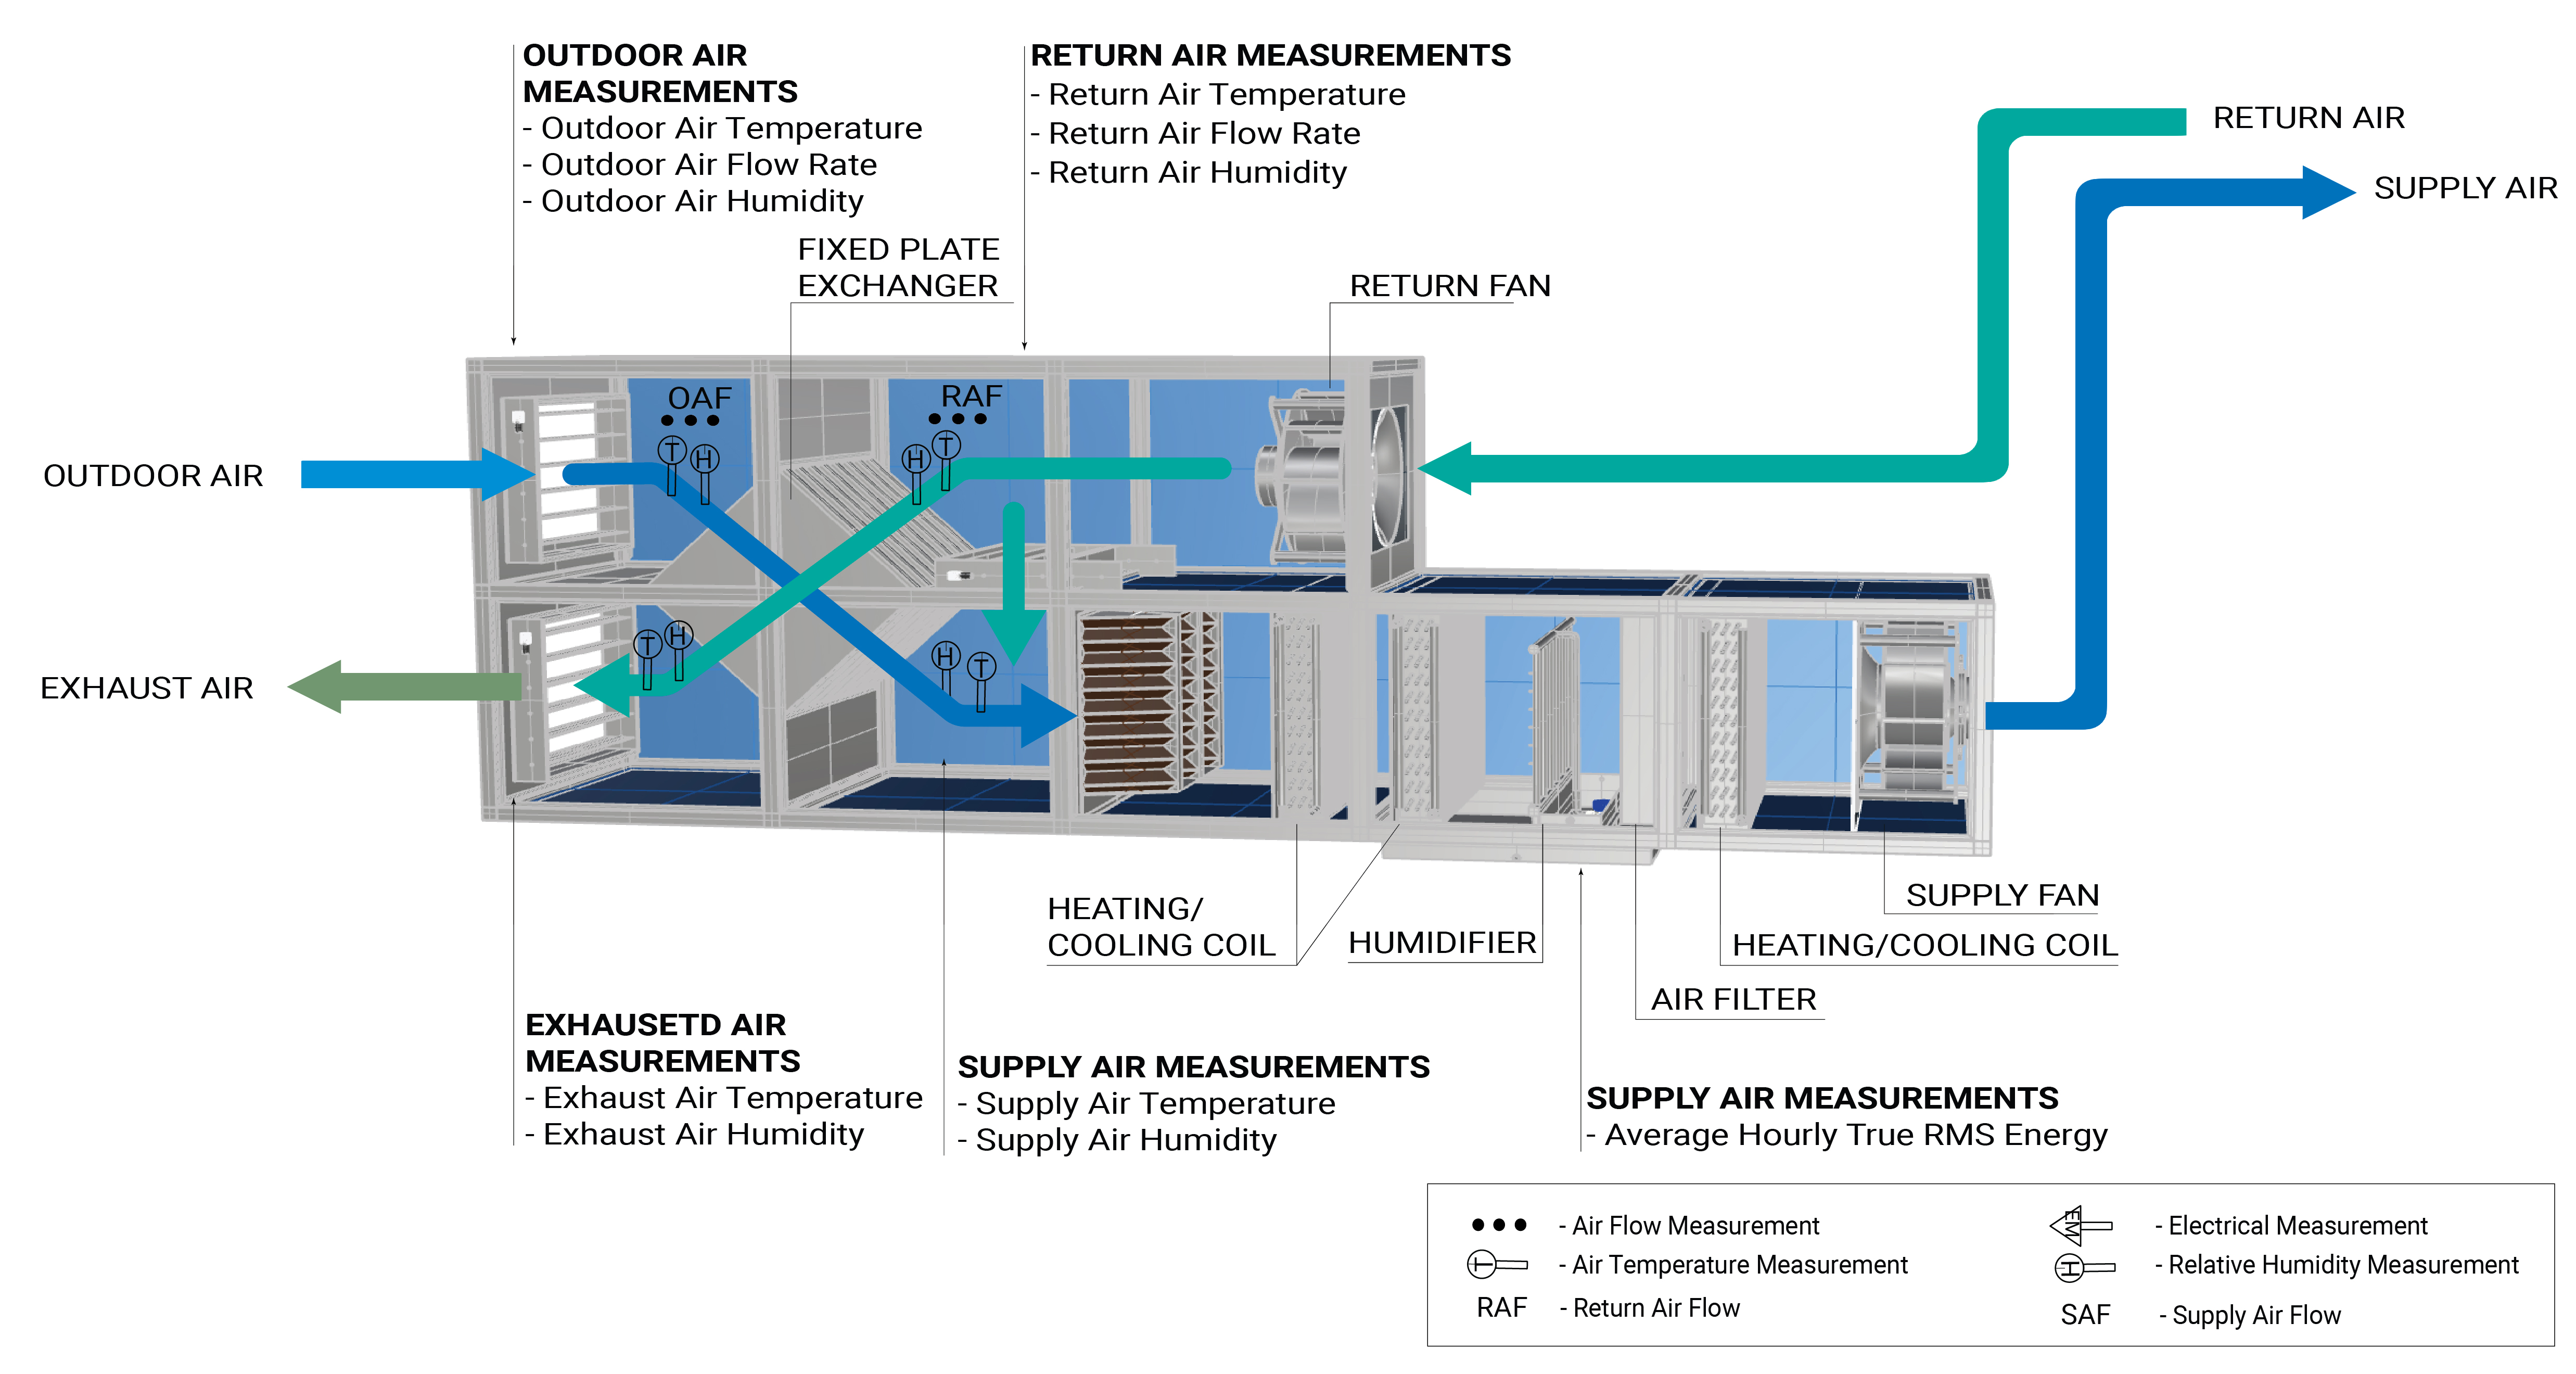 OUTDOOR AIR
MEASUREMENTS
- Outdoor Air Temperature
- Outdoor Air Flow Rate
- Outdoor Air Humidity
RETURN AIR MEASUREMENTS
- Return Air Temperature
- Return Air Flow Rate
- Return Air Humidity
RETURN AIR
SUPPLY AIR
FIXED PLATE
EXCHANGER
RETURN FAN
OAF
RAF
T
H
H
T
OUTDOOR AIR
T
H
H
T
EXHAUST AIR
HEATING/
COOLING COIL
HUMIDIFIER
AIR FILTER
SUPPLY FAN
HEATING/COOLING COIL
EXHAUSETD AIR
MEASUREMENTS
- Exhaust Air Temperature
- Exhaust Air Humidity
SUPPLY AIR MEASUREMENTS
- Supply Air Temperature
- Supply Air Humidity
SUPPLY AIR MEASUREMENTS
- Average Hourly True RMS Energy
- Air Flow Measurement
T - Air Temperature Measurement
RAF - Return Air Flow
EM - Electrical Measurement
H - Relative Humidity Measurement
SAF - Supply Air Flow